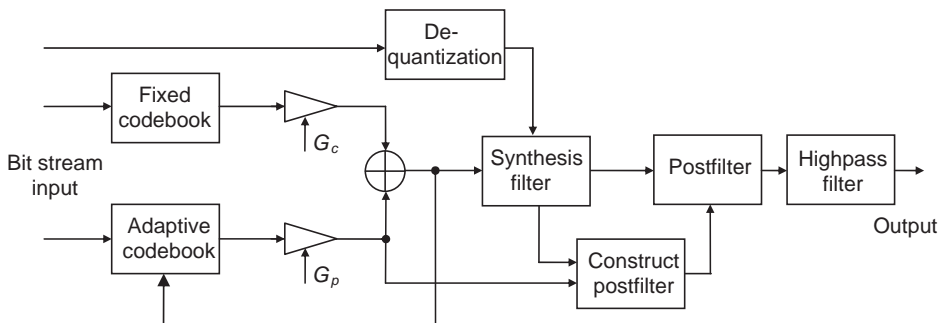 De-
quantization
Fixed
codebook
G_c
Bit stream
input
Synthesis
filter
Postfilter
Highpass
filter
Adaptive
codebook
G_p
Construct
postfilter
Output